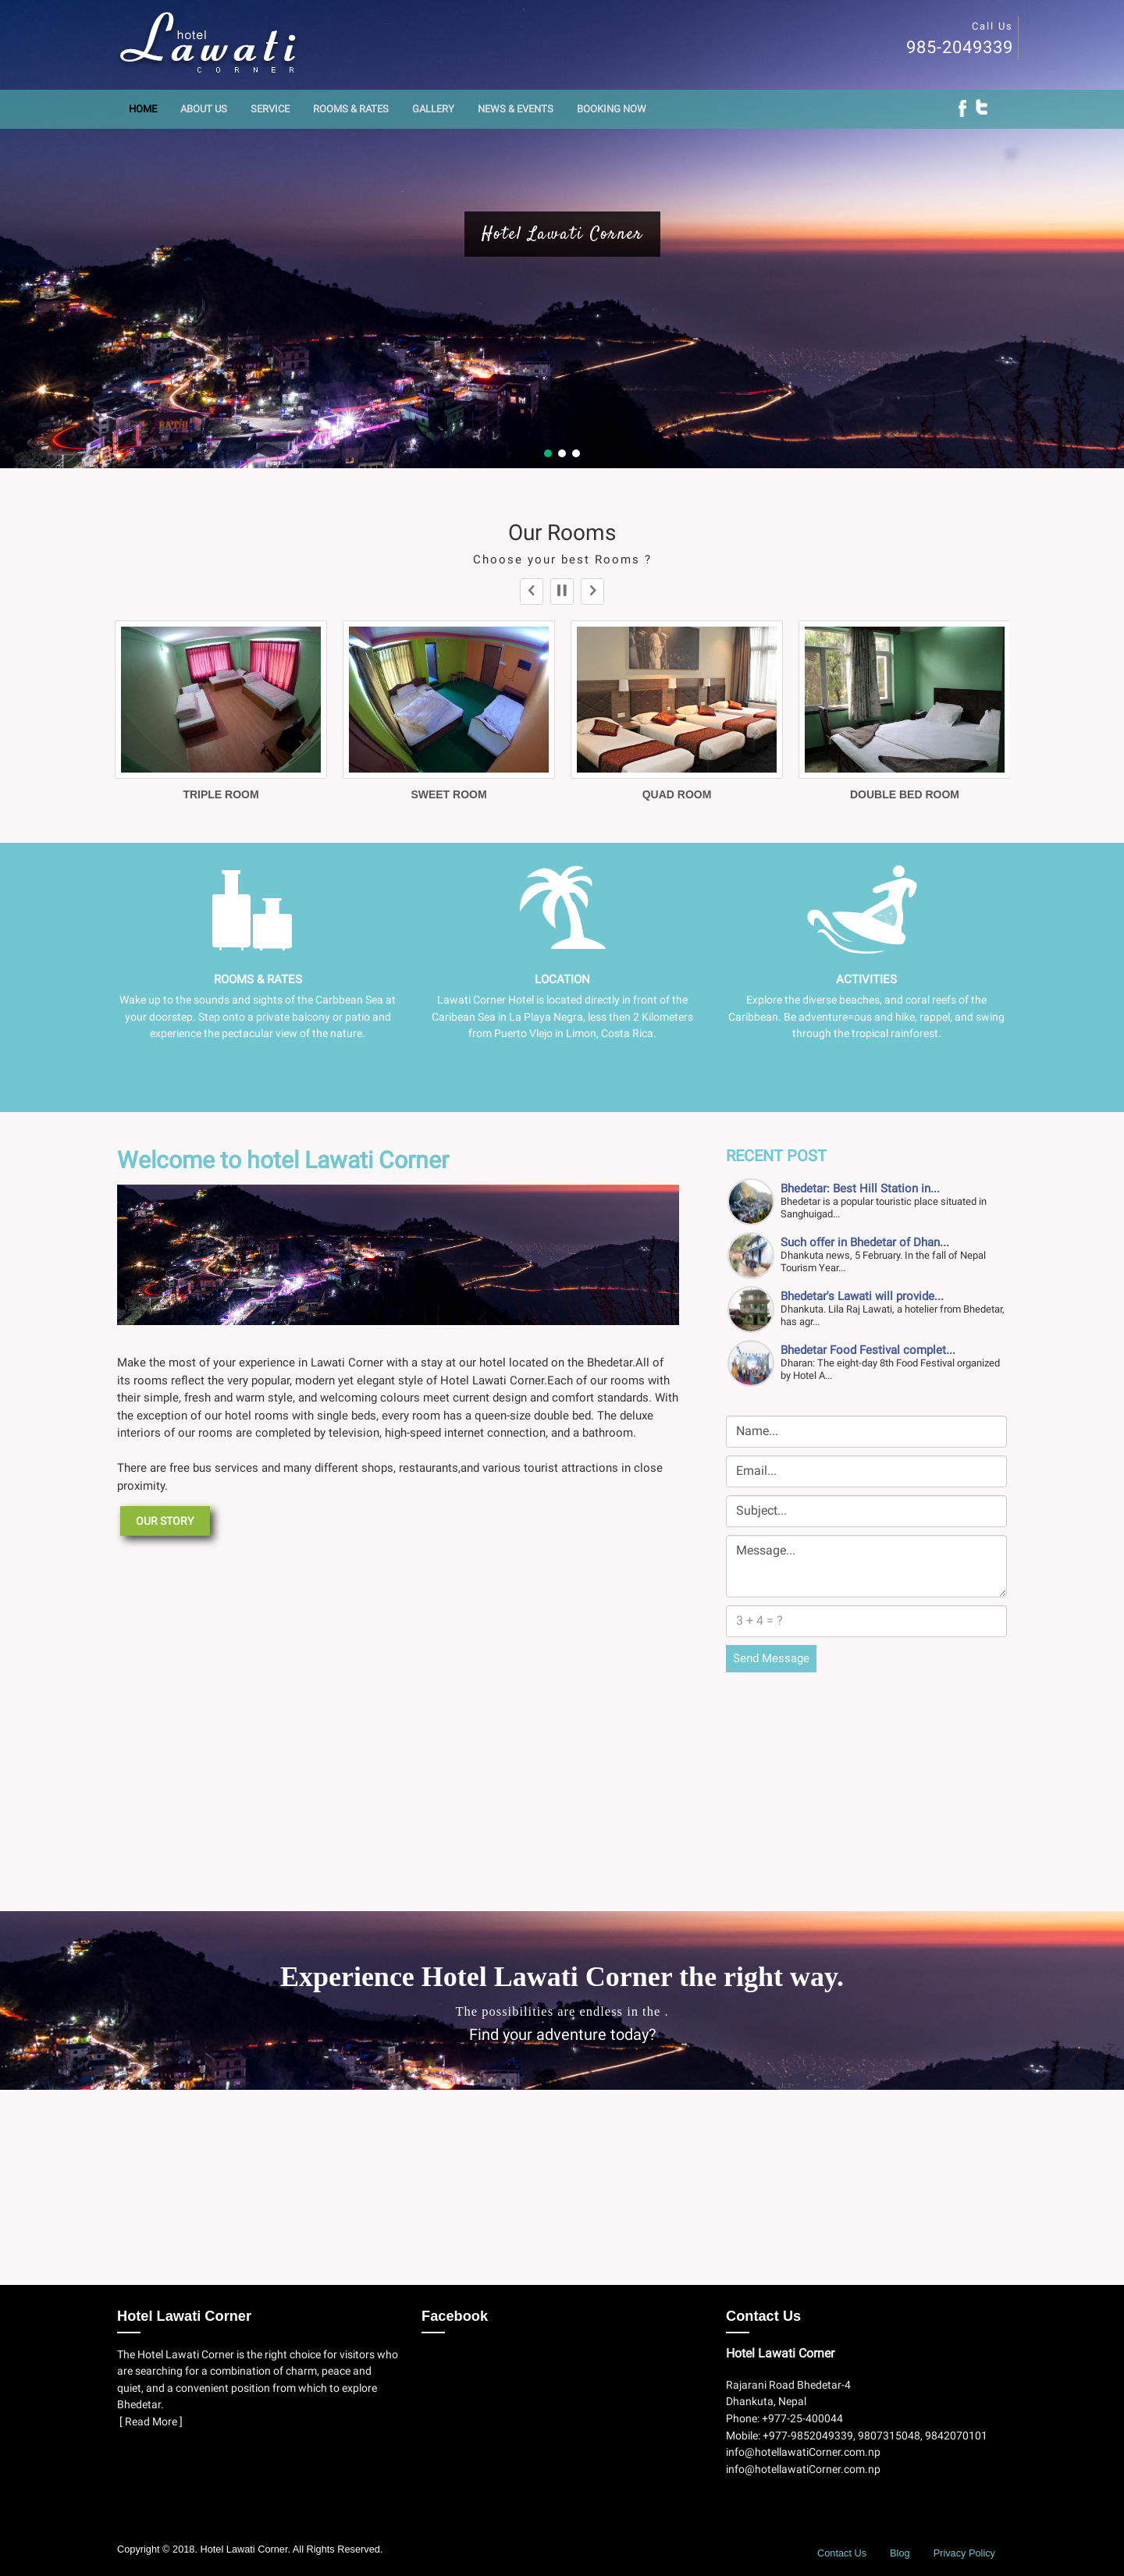 hotel
Lawati
CORNER
Call Us
985-2049339
HOME ABOUT US SERVICE ROOMS & RATES GALLERY NEWS & EVENTS BOOKING NOW
Hotel Lawati Corner
Our Rooms
Choose your best Rooms ?
TRIPLE ROOM SWEET ROOM QUAD ROOM DOUBLE BED ROOM
ROOMS & RATES
Wake up to the sounds and sights of the Carbbean Sea at
your doorstep. Step onto a private balcony or patio and
experience the pectacular view of the nature.
LOCATION
Lawati Corner Hotel is located directly in front of the
Caribean Sea in La Playa Negra, less then 2 Kilometers
from Puerto Vlejo in Limon, Costa Rica.
ACTIVITIES
Explore the diverse beaches, and coral reefs of the
Caribbean. Be adventure=ous and hike, rappel, and swing
through the tropical rainforest.
Welcome to hotel Lawati Corner
Make the most of your experience in Lawati Corner with a stay at our hotel located on the Bhedetar.All of
its rooms reflect the very popular, modern yet elegant style of Hotel Lawati Corner.Each of our rooms with
their simple, fresh and warm style, and welcoming colours meet current design and comfort standards. With
the exception of our hotel rooms with single beds, every room has a queen-size double bed. The deluxe
interiors of our rooms are completed by television, high-speed internet connection, and a bathroom.
There are free bus services and many different shops, restaurants,and various tourist attractions in close
proximity.
OUR STORY
RECENT POST
Bhedetar: Best Hill Station in...
Bhedetar is a popular touristic place situated in
Sanghuigad...
Such offer in Bhedetar of Dhan...
Dhankuta news, 5 February. In the fall of Nepal
Tourism Year...
Bhedetar's Lawati will provide...
Dhankuta. Lila Raj Lawati, a hotelier from Bhedetar,
has agr...
Bhedetar Food Festival complet...
Dharan: The eight-day 8th Food Festival organized
by Hotel A...
Name...
Email...
Subject...
Message...
3 + 4 = ?
Send Message
Experience Hotel Lawati Corner the right way.
The possibilities are endless in the .
Find your adventure today?
Hotel Lawati Corner
The Hotel Lawati Corner is the right choice for visitors who
are searching for a combination of charm, peace and
quiet, and a convenient position from which to explore
Bhedetar.
[ Read More ]
Facebook
Contact Us
Hotel Lawati Corner
Rajarani Road Bhedetar-4
Dhankuta, Nepal
Phone: +977-25-400044
Mobile: +977-9852049339, 9807315048, 9842070101
info@hotellawatiCorner.com.np
info@hotellawatiCorner.com.np
Copyright © 2018. Hotel Lawati Corner. All Rights Reserved.
Contact Us Blog Privacy Policy